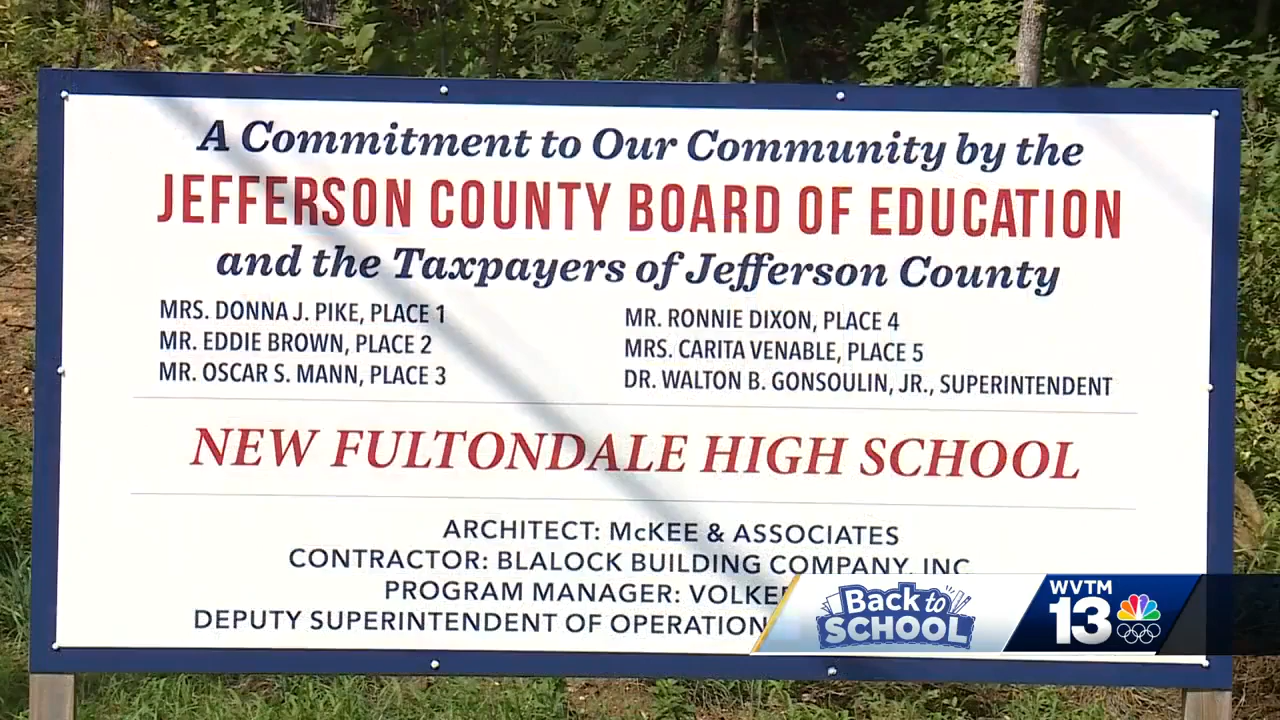 A Commitment to Our Community by the
JEFFERSON COUNTY BOARD OF EDUCATION
and the Taxpayers of Jefferson County
MRS. DONNA J. PIKE, PLACE 1
MR. EDDIE BROWN, PLACE 2
MR. OSCAR S. MANN, PLACE 3
MR. RONNIE DIXON, PLACE 4
MRS. CARITA VENABLE, PLACE 5
DR. WALTON B. GONSOULIN, JR., SUPERINTENDENT
NEW FULTONDALE HIGH SCHOOL
ARCHITECT: McKEE & ASSOCIATES
CONTRACTOR: BLALOCK BUILDING COMPANY, INC
PROGRAM MANAGER:
DEPUTY SUPERINTENDENT OF
Back to
SCHOOL
WVTM
13